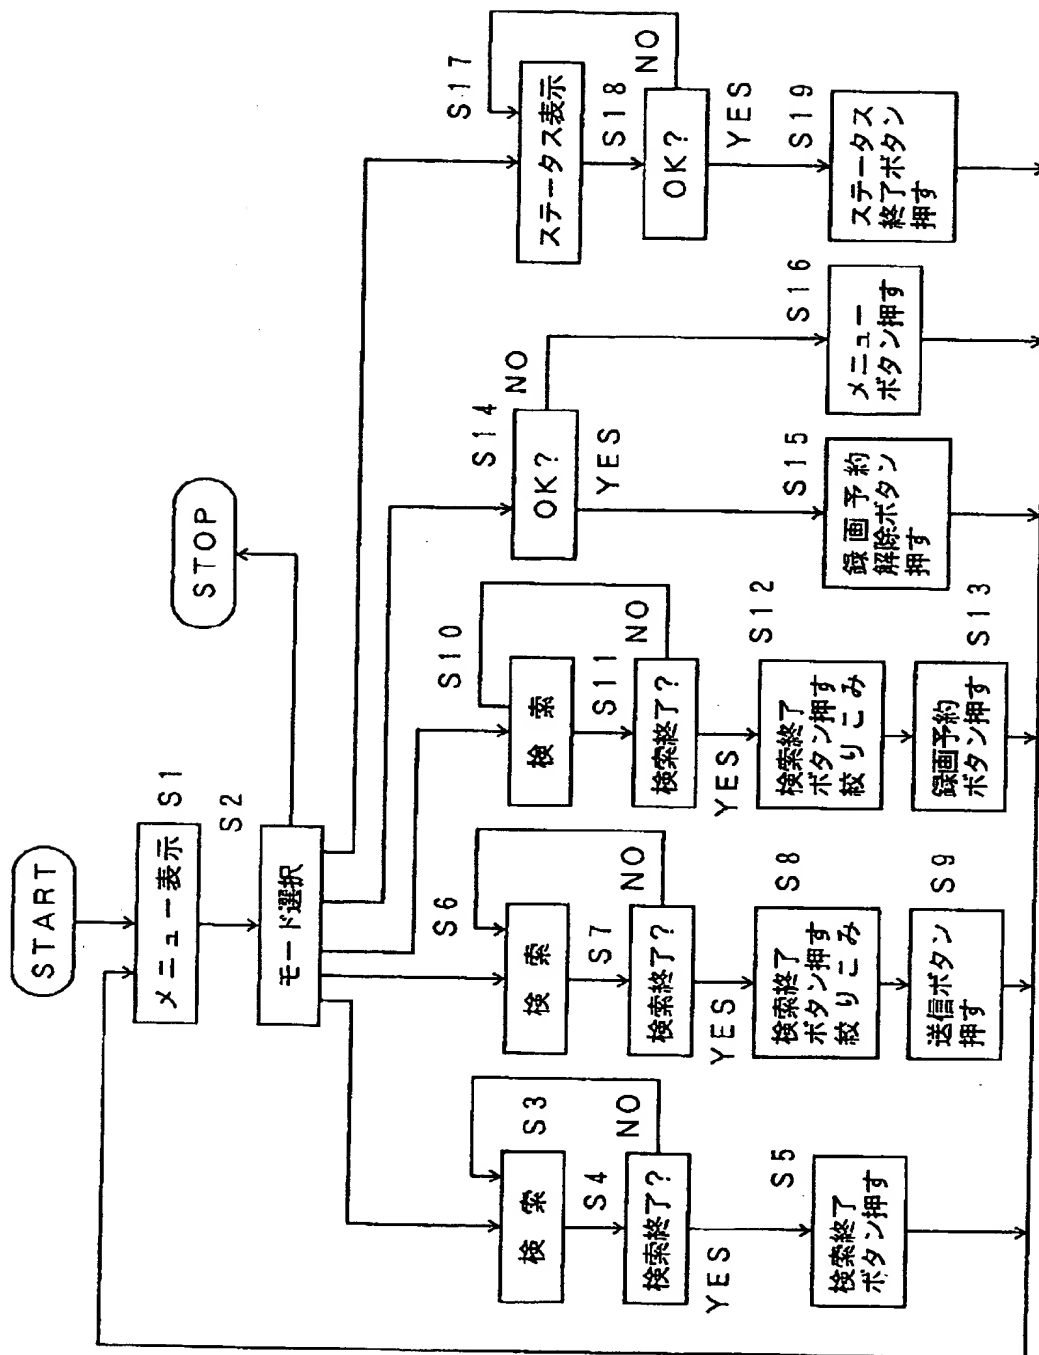 START
メニュー表示
S1
S2
モード選択
STOP
検索
S3
S4
検索終了?
NO
YES
S5
検索終了
ボタン押す
S6
検索
S7
検索終了?
NO
YES
S8
検索終了
ボタン押す
絞りこみ
S9
送信ボタン
押す
S10
検索
S11
検索終了?
NO
YES
S12
検索終了
ボタン押す
絞りこみ
S13
録画予約
ボタン押す
S14
OK?
NO
YES
S15
録画予約
解除ボタン
押す
S16
メニュー
ボタン押す
S17
ステータス表示
S18
OK?
NO
YES
S19
ステータス
終了ボタン
押す